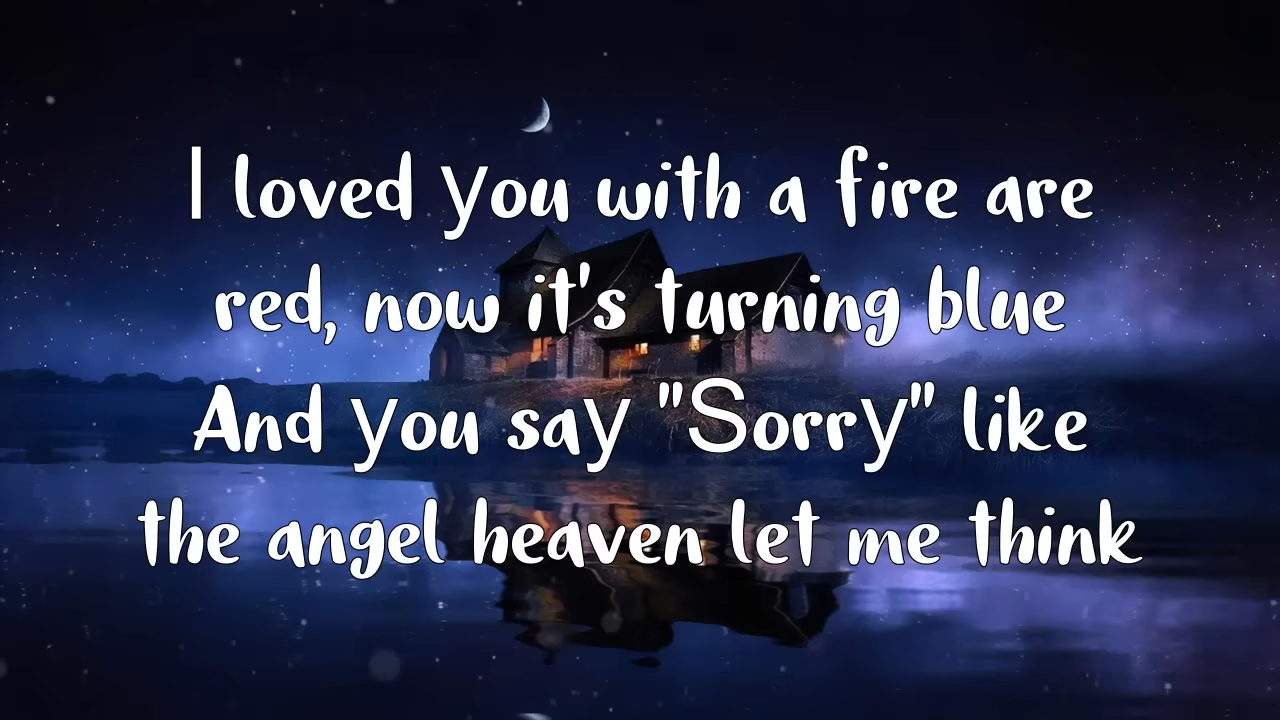 I loved you with a fire are
red, now it's turning blue
And you say "Sorry" like
the angel heaven let me think